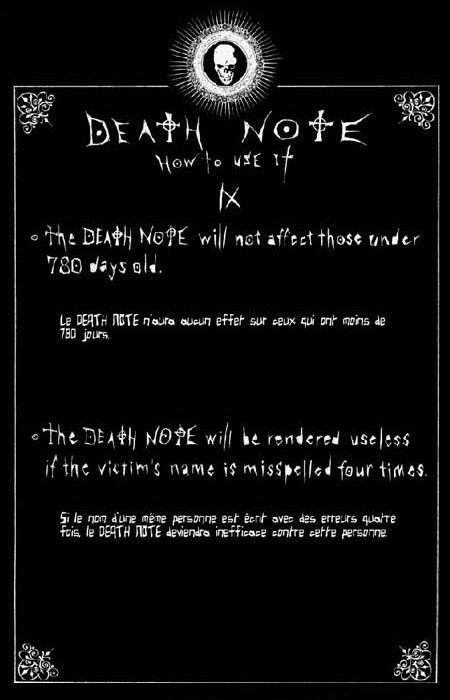 DEATH NOTE
How to use it
IX
The DEATH NOTE will not affect those under
780 days old.
Le DEATH NOTE n'aura aucun effet sur ceux qui ont moins de
780 jours.
The DEATH NOTE will be rendered useless
if the victim's name is misspelled four times.
Si le nom d'une même personne est écrit avec des erreurs quatre
fois, le DEATH NOTE deviendra inefficace contre cette personne.